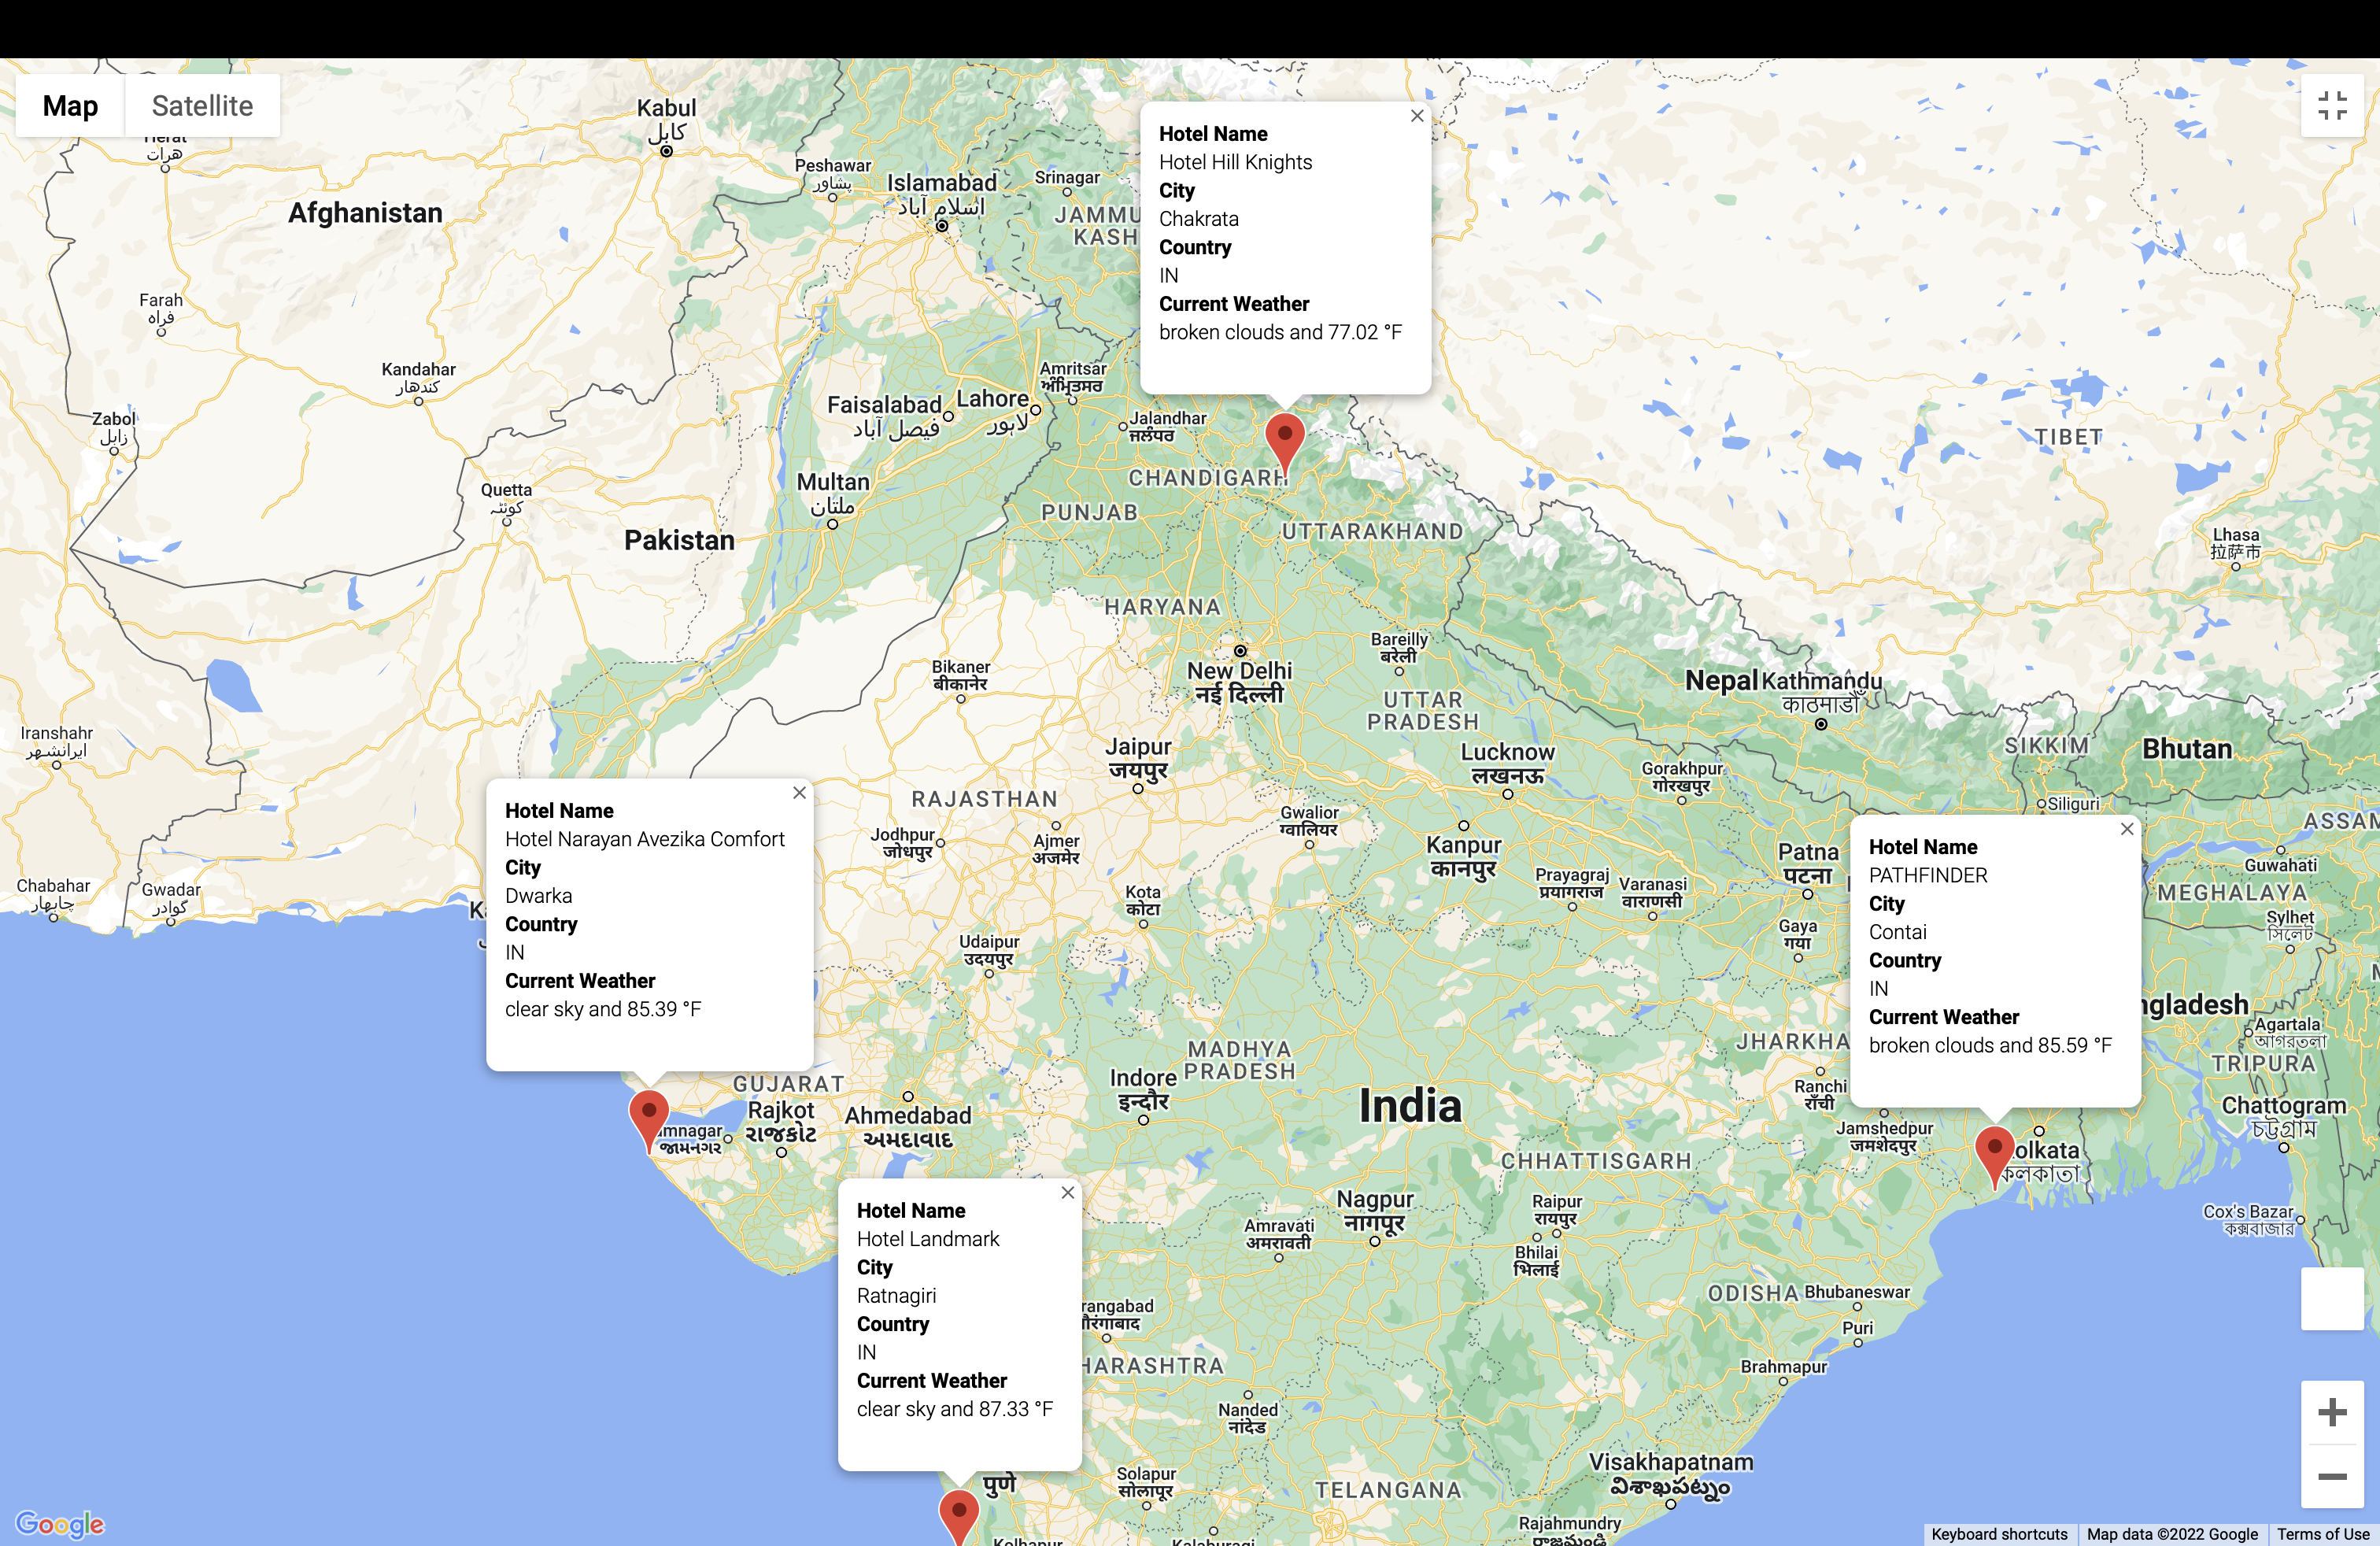 Map
Satellite
Herat
هرات
Kabul
كابل
Peshawar
پشاور
Islamabad
اسلام آباد
Srinagar
JAMMU
KASH
Afghanistan
Hotel Name
Hotel Hill Knights
City
Chakrata
Country
IN
Current Weather
broken clouds and 77.02 °F
Farah
فراه
Kandahar
کندهار
Zabol
زابل
Quetta
کوئٹہ
Faisalabad
فیصل آباد
Lahore
لاہور
Amritsar
ਅੰਮ੍ਰਿਤਸਰ
Jalandhar
ਜਲੰਧਰ
Multan
ملتان
CHANDIGARH
PUNJAB
Pakistan
UTTARAKHAND
TIBET
Lhasa
拉萨市
HARYANA
New Delhi
नई दिल्ली
Bareilly
बरेली
Bikaner
बीकानेर
UTTAR
PRADESH
Nepal
Kathmandu
काठमाडौं
Iranshahr
ایرانشهر
Jaipur
जयपुर
Lucknow
लखनऊ
Gorakhpur
गोरखपुर
SIKKIM
Bhutan
Siliguri
RAJASTHAN
Jodhpur
जोधपुर
Ajmer
अजमेर
Gwalior
ग्वालियर
Kanpur
कानपुर
Prayagraj
प्रयागराज
Varanasi
वाराणसी
Patna
पटना
Gaya
गया
ASSAM
Guwahati
MEGHALAYA
Sylhet
সিলেট
Chabahar
چابهار
Gwadar
گوادر
Hotel Name
Hotel Narayan Avezika Comfort
City
Dwarka
Country
IN
Current Weather
clear sky and 85.39 °F
Kota
कोटा
Udaipur
उदयपुर
Hotel Name
PATHFINDER
City
Contai
Country
IN
Current Weather
broken clouds and 85.59 °F
ngladesh
Agartala
আগরতলা
TRIPURA
Chattogram
চট্টগ্রাম
JHARKHA
Ranchi
राँची
Jamshedpur
जमशेदपुर
olkata
কলকাতা
MADHYA
PRADESH
Indore
इन्दौर
India
GUJARAT
Rajkot
રાજકોટ
Ahmedabad
અમદાવાદ
mnagar
જામનગર
CHHATTISGARH
Nagpur
नागपूर
Raipur
रायपुर
Bhilai
भिलाई
Amravati
अमरावती
Cox's Bazar
কক্সবাজার
Hotel Name
Hotel Landmark
City
Ratnagiri
Country
IN
Current Weather
clear sky and 87.33 °F
rangabad
ODISHA
Bhubaneswar
Puri
Brahmapur
HARASHTRA
Nanded
नांदेड
पुणे
Solapur
सोलापूर
TELANGANA
Visakhapatnam
విశాఖపట్నం
Rajahmundry
Kolhapur
Kalaburagi
Google
Keyboard shortcuts
Map data ©2022 Google
Terms of Use